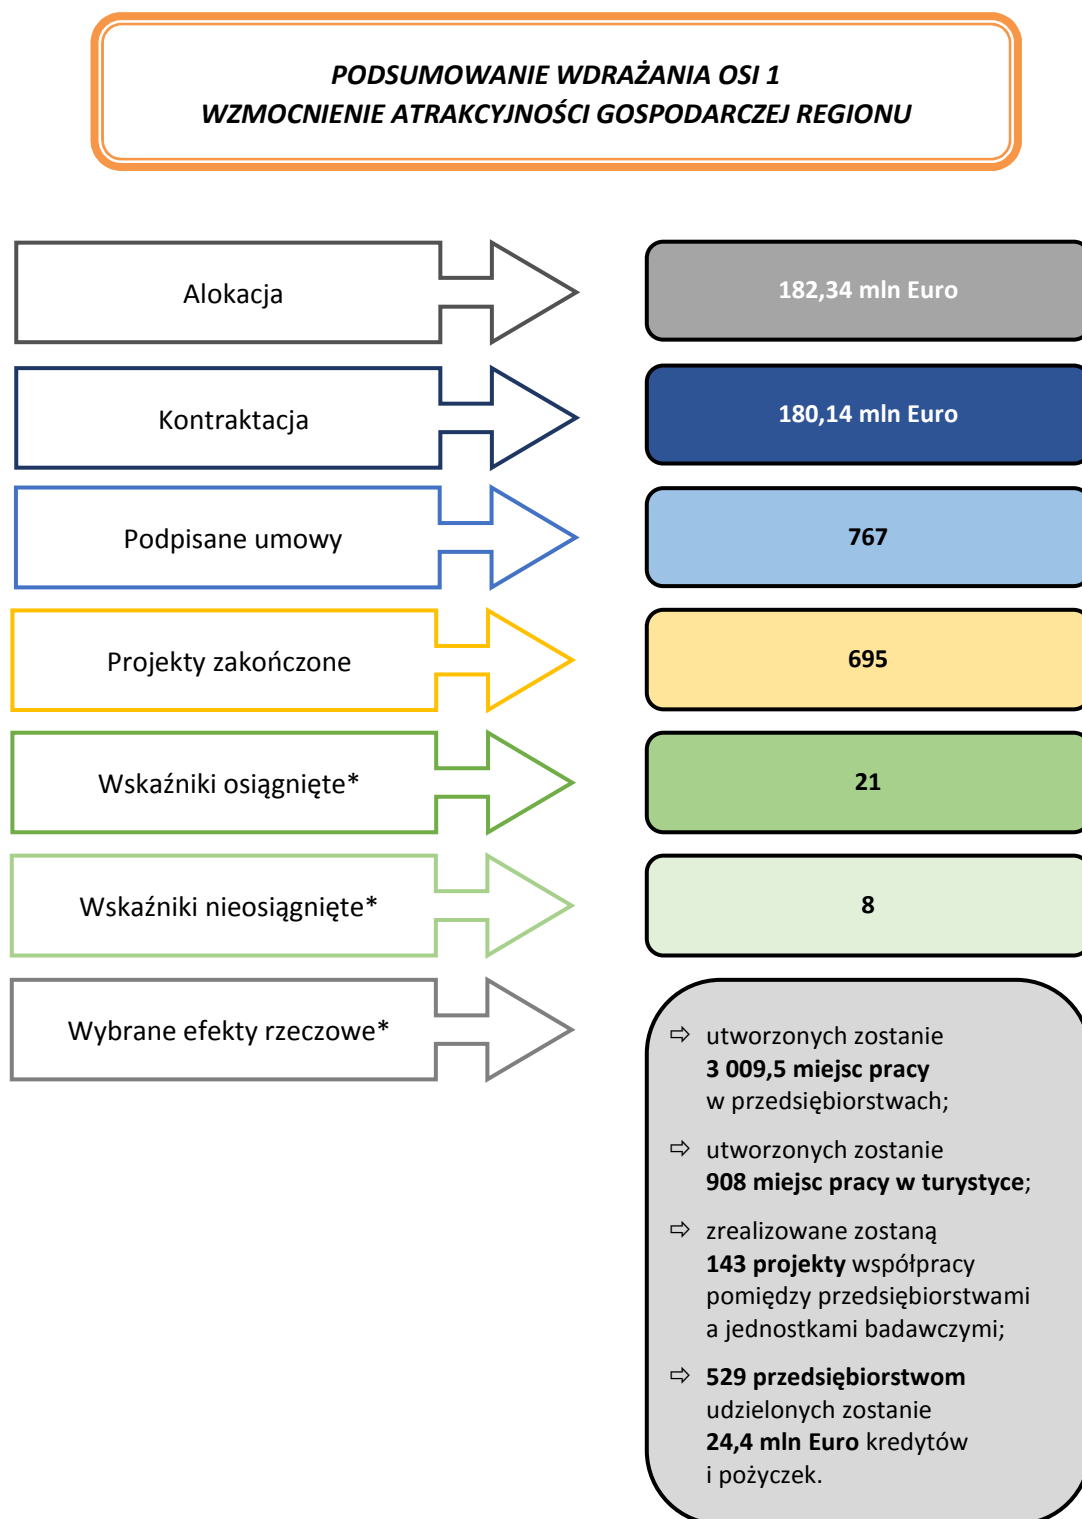 PODSUMOWANIE WDRAŻANIA OSI 1
WZMOCNIENIE ATRAKCYJNOŚCI GOSPODARCZEJ REGIONU
Alokacja
182,34 mln Euro
Kontraktacja
180,14 mln Euro
Podpisane umowy
767
Projekty zakończone
695
Wskaźniki osiągnięte*
21
Wskaźniki nieosiągnięte*
8
Wybrane efekty rzeczowe*
⇨ utworzonych zostanie
3 009,5 miejsc pracy
w przedsiębiorstwach;
⇨ utworzonych zostanie
908 miejsc pracy w turystyce;
⇨ zrealizowane zostaną
143 projekty współpracy
pomiędzy przedsiębiorstwami
a jednostkami badawczymi;
⇨ 529 przedsiębiorstwom
udzielonych zostanie
24,4 mln Euro kredytów
i pożyczek.